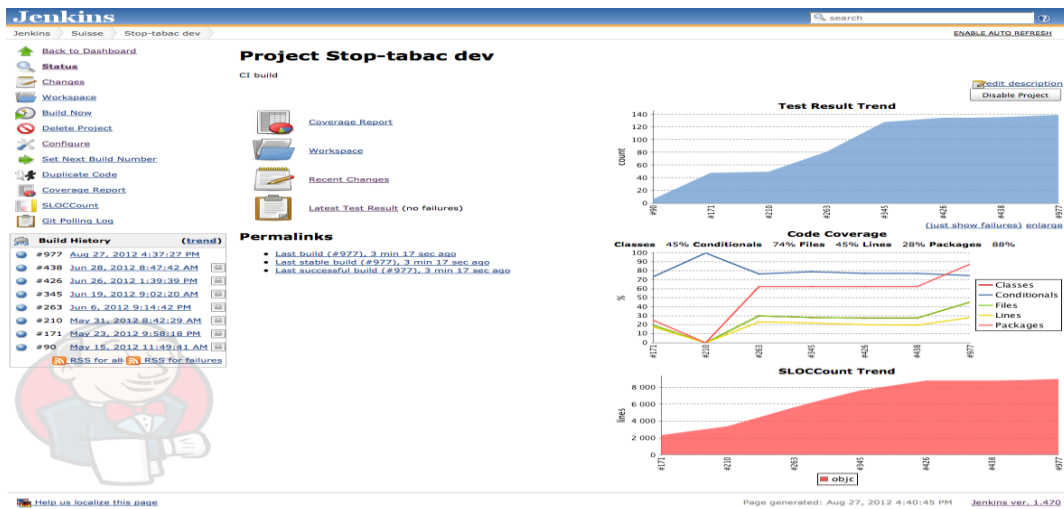 Jenkins
search
Jenkins Suisse Stop-tabac dev
ENABLE AUTO REFRESH
Back to Dashboard
Status
Changes
Workspace
Build Now
Delete Project
Configure
Set Next Build Number
Duplicate Code
Coverage Report
SLOCCount
Git Polling Log
Build History (trend)
#977 Aug 27, 2012 4:37:27 PM
#438 Jun 28, 2012 8:47:42 AM
#426 Jun 26, 2012 1:39:39 PM
#345 Jun 19, 2012 9:02:20 AM
#263 Jun 6, 2012 9:14:42 PM
#210 May 31, 2012 8:42:29 AM
#171 May 23, 2012 9:58:18 PM
#90 May 15, 2012 11:49:41 AM
RSS for all RSS for failures
Project Stop-tabac dev
CI build
edit description
Disable Project
Coverage Report
Workspace
Recent Changes
Latest Test Result (no failures)
Permalinks
Last build (#977), 3 min 17 sec ago
Last stable build (#977), 3 min 17 sec ago
Last successful build (#977), 3 min 17 sec ago
Test Result Trend
count
140
120
100
80
60
40
20
0
#90 #171 #210 #263 #345 #426 #438 #977
(just show failures) enlarge
Code Coverage
Classes 45% Conditionals 74% Files 45% Lines 28% Packages 88%
%
100
90
80
70
60
50
40
30
20
10
0
#171 #210 #263 #345 #426 #438 #977
Classes
Conditionals
Files
Lines
Packages
SLOCCount Trend
lines
8 000
6 000
4 000
2 000
0
#171 #210 #263 #345 #426 #438 #977
objc
Help us localize this page
Page generated: Aug 27, 2012 4:40:45 PM Jenkins ver. 1.470